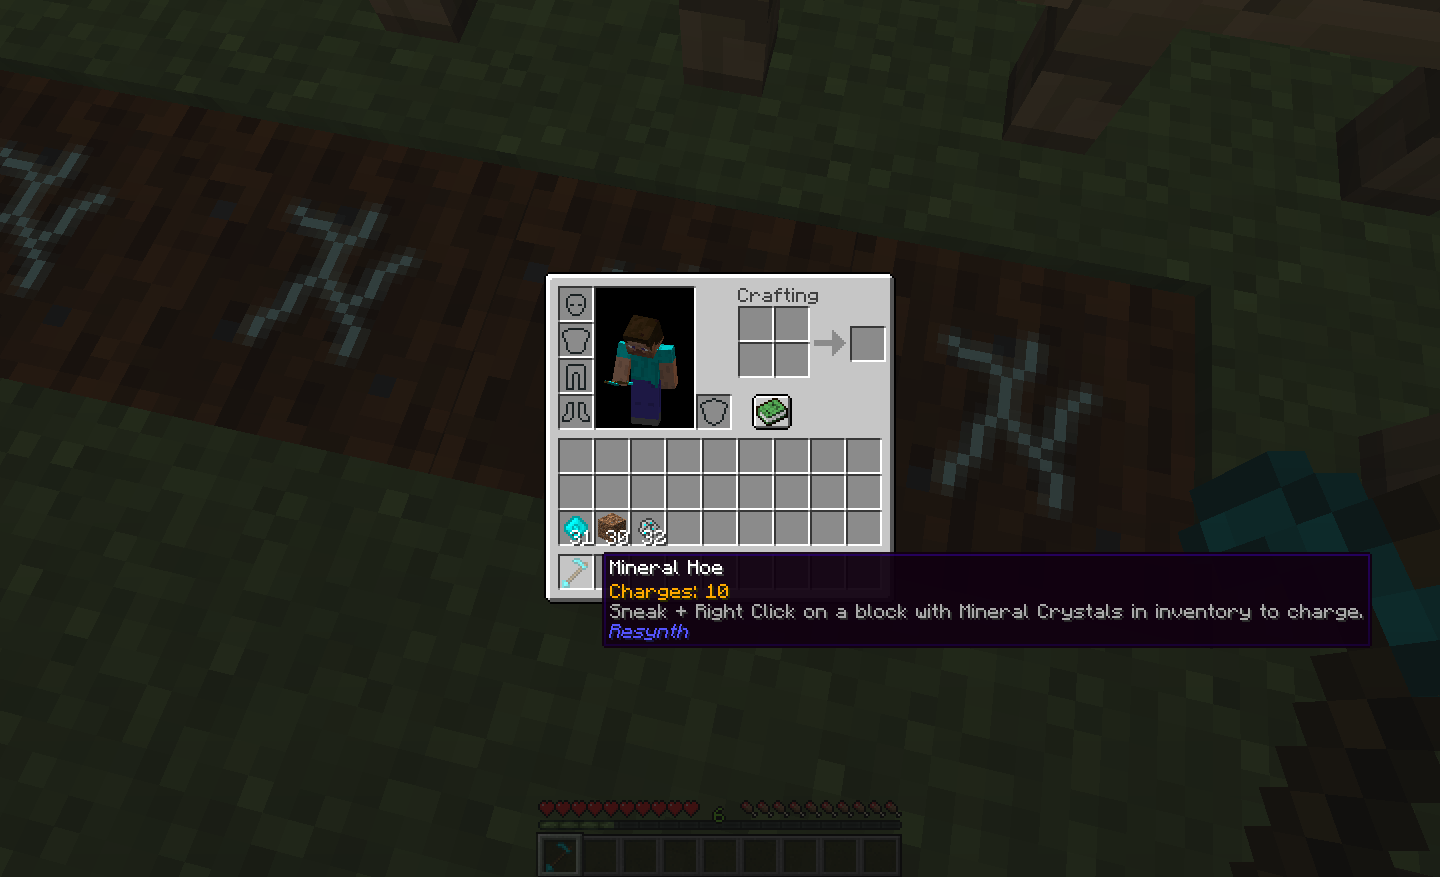 Crafting
31 30 32
Mineral Hoe
Charges: 10
Sneak + Right Click on a block with Mineral Crystals in inventory to charge.
Resynth
6